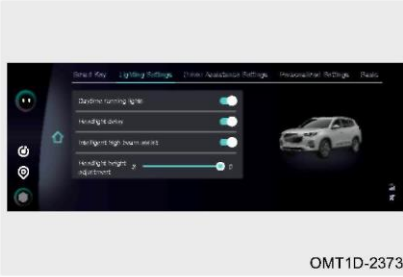 Smart Key Lighting Settings Driver Assistance Settings Personalized Settings Radio
Daytime running lights
Headlight delay
Intelligent high beam assist
Headlight height
adjustment
OMT1D-2373